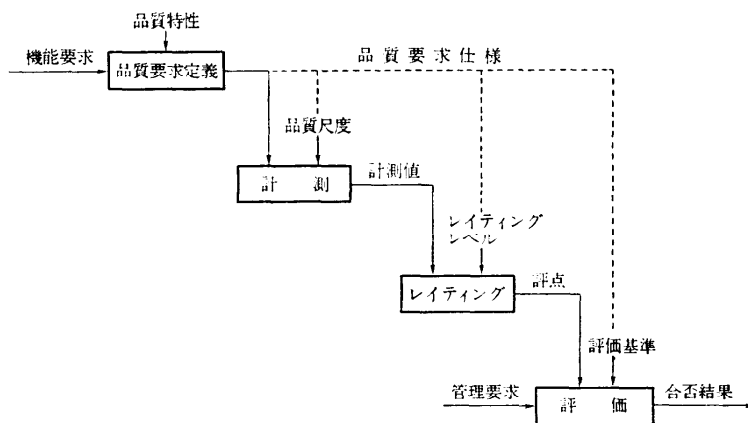 品質特性
機能要求
品質要求定義
品質要求仕様
品質尺度
計測
計測値
レイティング
レベル
レイティング
評点
評価基準
管理要求
評価
合否結果